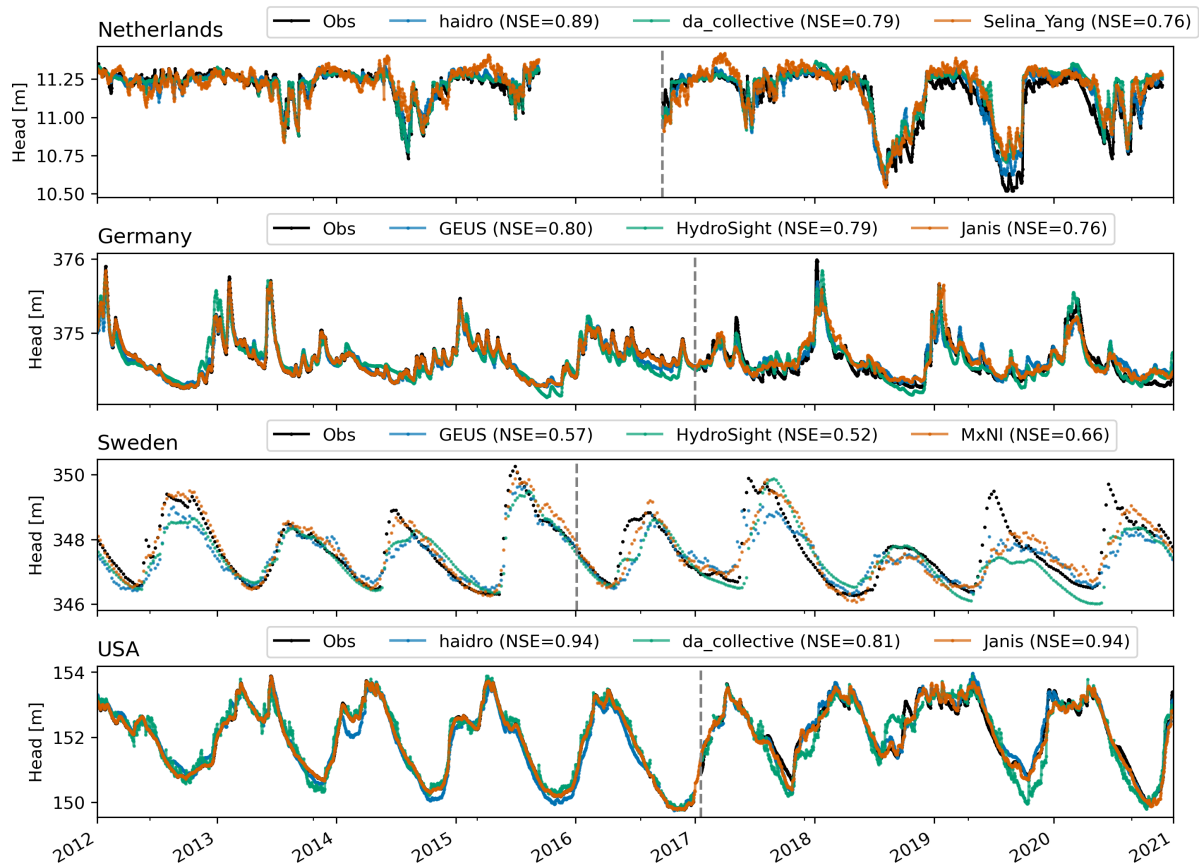 Netherlands
Obs haidro (NSE=0.89) da_collective (NSE=0.79) Selina_Yang (NSE=0.76)
Head [m]
11.25
11.00
10.75
10.50
Germany
Obs GEUS (NSE=0.80) HydroSight (NSE=0.79) Janis (NSE=0.76)
Head [m]
376
375
Sweden
Obs GEUS (NSE=0.57) HydroSight (NSE=0.52) MxNl (NSE=0.66)
Head [m]
350
348
346
USA
Obs haidro (NSE=0.94) da_collective (NSE=0.81) Janis (NSE=0.94)
Head [m]
154
152
150
2012 2013 2014 2015 2016 2017 2018 2019 2020 2021